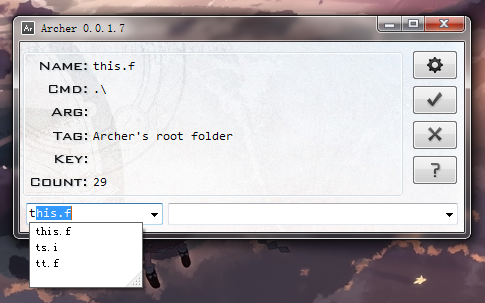 Ar Archer 0.0.1.7
NAME: this.f
CMD: .\
ARG:
TAG: Archer's root folder
KEY:
COUNT: 29
?
this.f
this.f
ts.i
tt.f